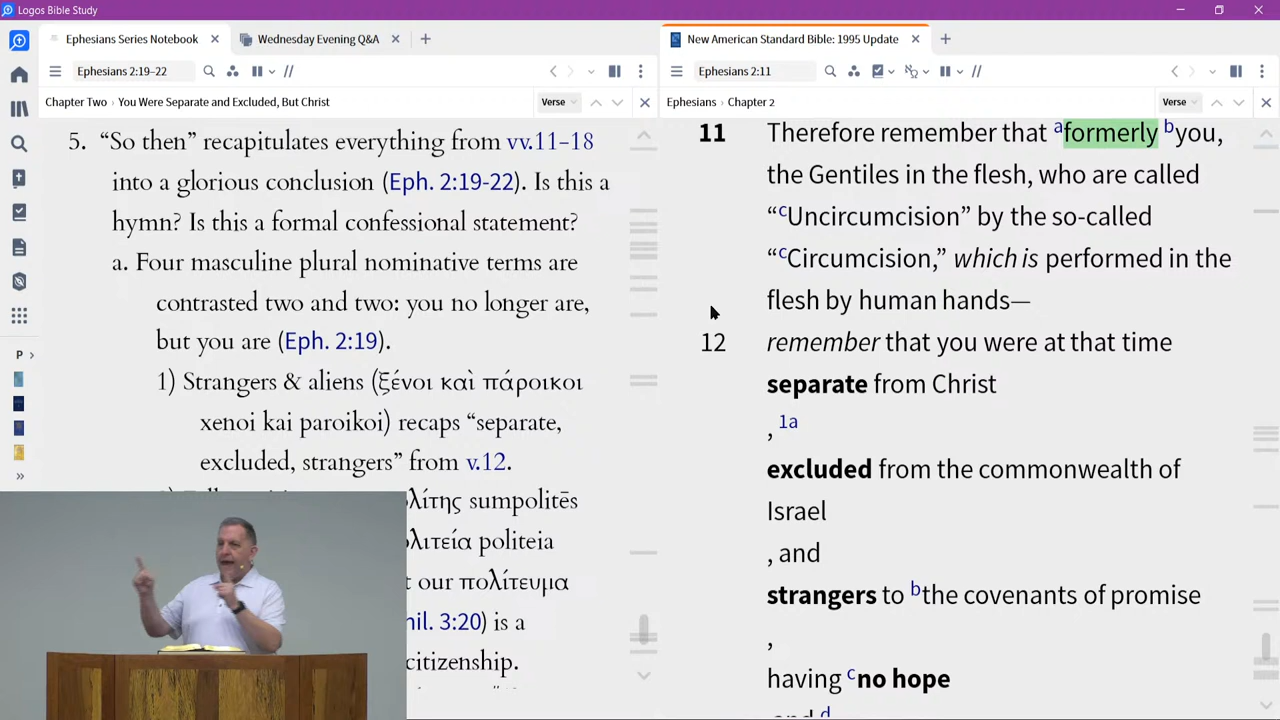 Logos Bible Study
Ephesians Series Notebook
Wednesday Evening Q&A
Ephesians 2:19–22
Chapter Two › You Were Separate and Excluded, But Christ
Verse
5. “So then” recapitulates everything from vv.11–18
into a glorious conclusion (Eph. 2:19-22). Is this a
hymn? Is this a formal confessional statement?
a. Four masculine plural nominative terms are
contrasted two and two: you no longer are,
but you are (Eph. 2:19).
1) Strangers & aliens (ξένοι καὶ πάροικοι
xenoi kai paroikoi) recaps “separate,
excluded, strangers” from v.12.
λίτης sumpolitēs
λιτεία politeia
t our πολίτευμα
hil. 3:20) is a
citizenship.
P
New American Standard Bible: 1995 Update
Ephesians 2:11
Ephesians › Chapter 2
Verse
11 Therefore remember that a formerly b you,
the Gentiles in the flesh, who are called
“c Uncircumcision” by the so-called
“c Circumcision,” which is performed in the
flesh by human hands—
12 remember that you were at that time
separate from Christ
, 1a
excluded from the commonwealth of
Israel
, and
strangers to b the covenants of promise
,
having c no hope
and d